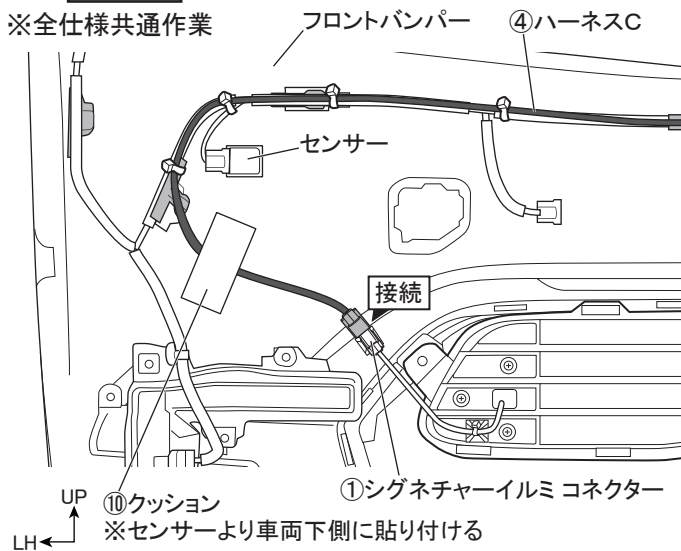 ※全仕様共通作業
フロントバンパー
④ハーネスC
センサー
接続
①シグネチャーイルミ コネクター
⑩クッション
※センサーより車両下側に貼り付ける
UP
LH